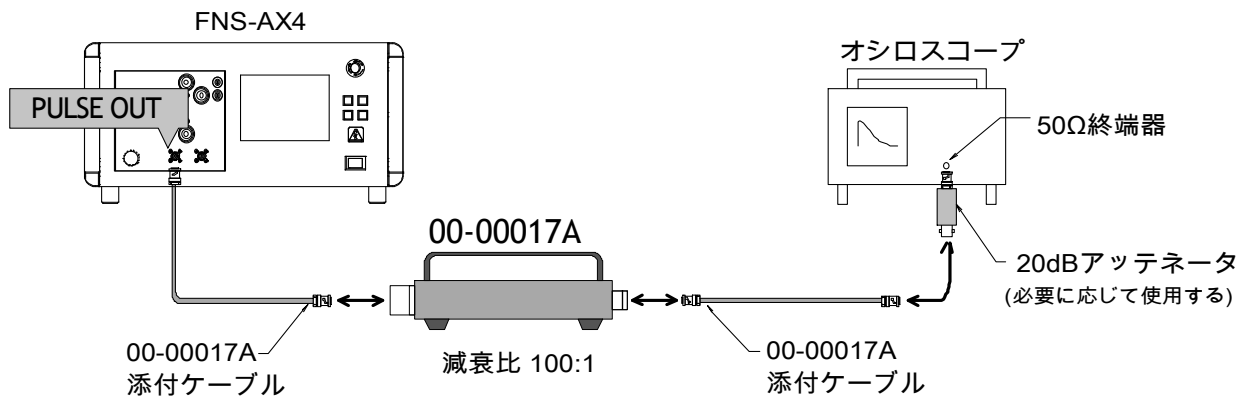 FNS-AX4
PULSE OUT
オシロスコープ
50Ω終端器
00-00017A
20dBアッテネータ
(必要に応じて使用する)
00-00017A
添付ケーブル
減衰比 100:1
00-00017A
添付ケーブル